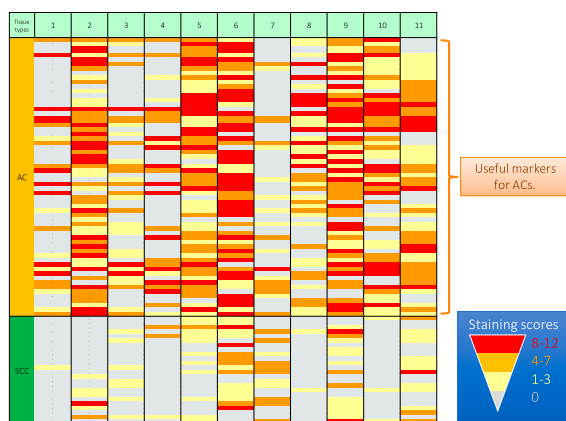 Tissue types 1 2 3 4 5 6 7 8 9 10 11
AC
Useful markers
for ACs.
SCC
Staining scores
8-12
4-7
1-3
0